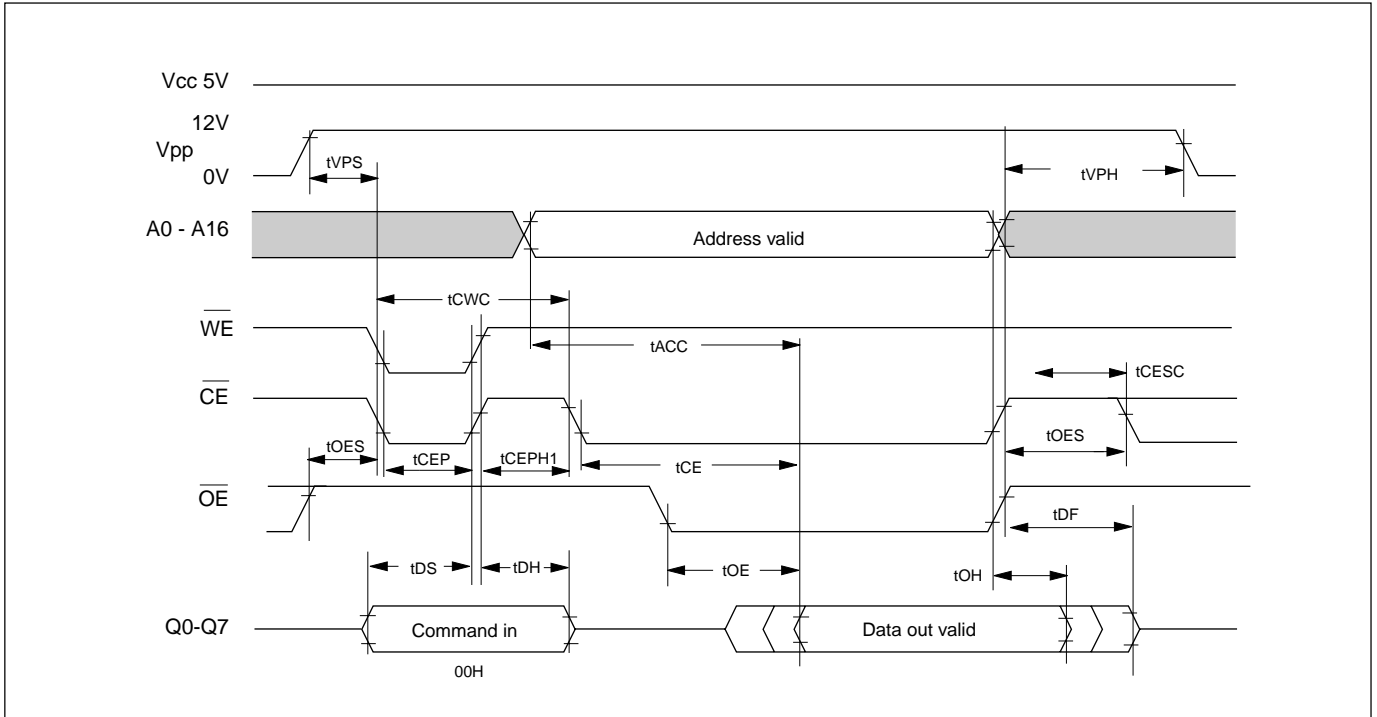 Vcc 5V
12V
Vpp
0V
tVPS
tVPH
A0 - A16
Address valid
tCWC
WE
tACC
tCESC
CE
tOES
tCEP
tCEPH1
tCE
tOES
OE
tDF
tDS
tDH
tOE
tOH
Q0-Q7
Command in
Data out valid
00H